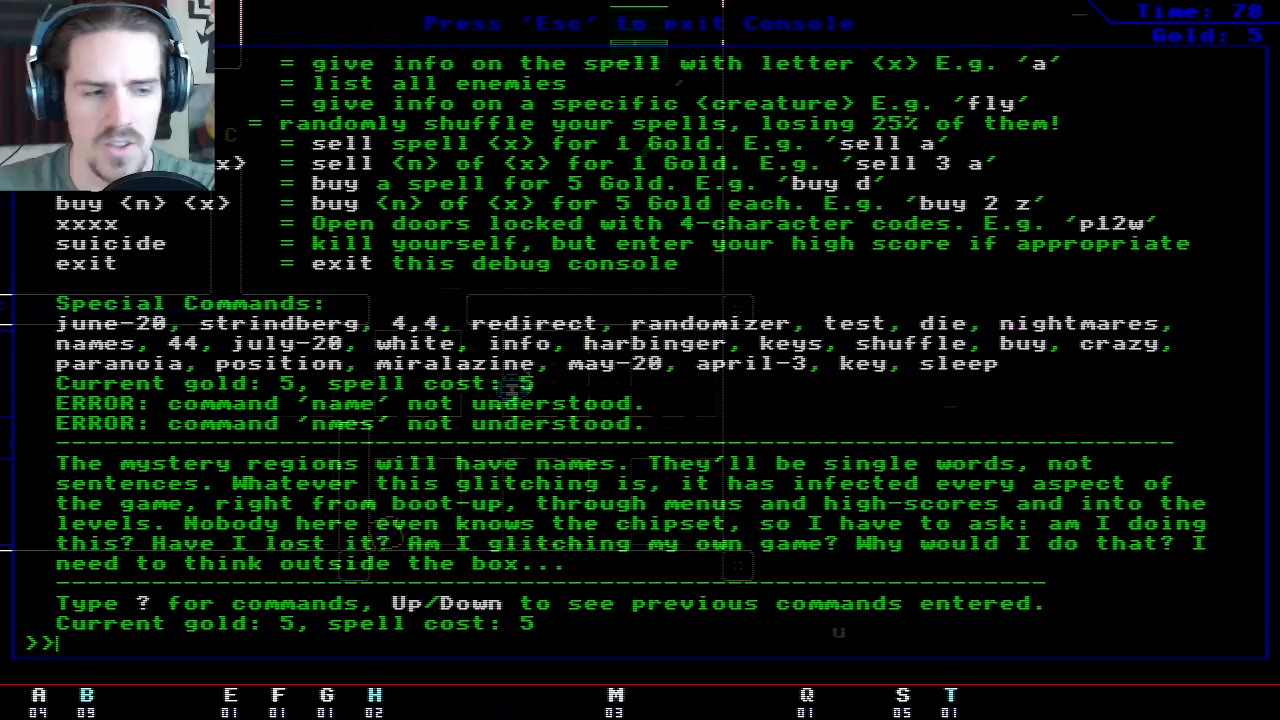 Press 'Esc' to exit Console
Time: 78
Gold: 5
= give info on the spell with letter <x> E.g. 'a'
= list all enemies
= give info on a specific <creature> E.g. 'fly'
= randomly shuffle your spells, losing 25% of them!
= sell spell <x> for 1 Gold. E.g. 'sell a'
x> = sell <n> of <x> for 1 Gold. E.g. 'sell 3 a'
= buy a spell for 5 Gold. E.g. 'buy d'
buy <n> <x> = buy <n> of <x> for 5 Gold each. E.g. 'buy 2 z'
xxxx = Open doors locked with 4-character codes. E.g. 'p12w'
suicide = kill yourself, but enter your high score if appropriate
exit = exit this debug console
Special Commands:
june-20, strindberg, 4,4, redirect, randomizer, test, die, nightmares,
names, 44, july-20, white, info, harbinger, keys, shuffle, buy, crazy,
paranoia, position, miralazine, may-20, april-3, key, sleep
Current gold: 5, spell cost: 5
ERROR: command 'name' not understood.
ERROR: command 'nmes' not understood.
The mystery regions will have names. They'll be single words, not
sentences. Whatever this glitching is, it has infected every aspect of
the game, right from boot-up, through menus and high-scores and into the
levels. Nobody here even knows the chipset, so I have to ask: am I doing
this? Have I lost it? Am I glitching my own game? Why would I do that? I
need to think outside the box...
Type ? for commands, Up/Down to see previous commands entered.
Current gold: 5, spell cost: 5
>>
A B E F G H M Q S T
04 09 01 01 01 02 03 01 05 01